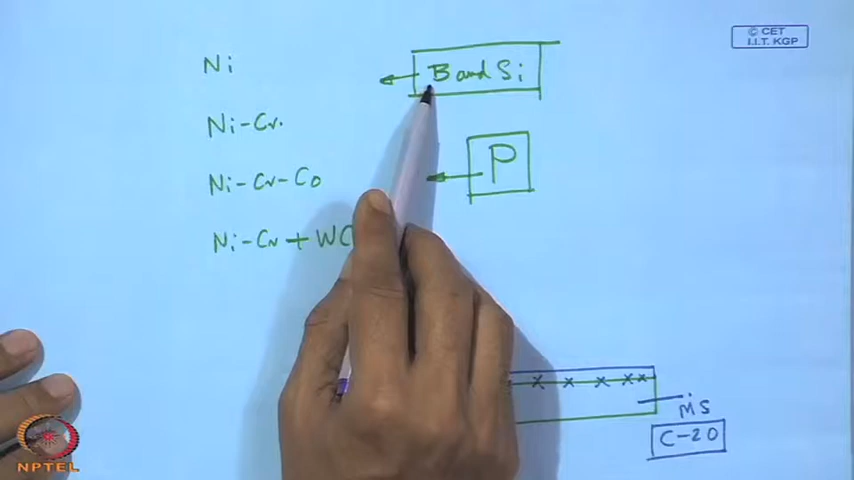 Ni
B and Si
© CET
I.I.T. KGP
Ni-Cr.
P
Ni-Cr-Co
Ni-Cr+WC
MS
C-20
NPTEL